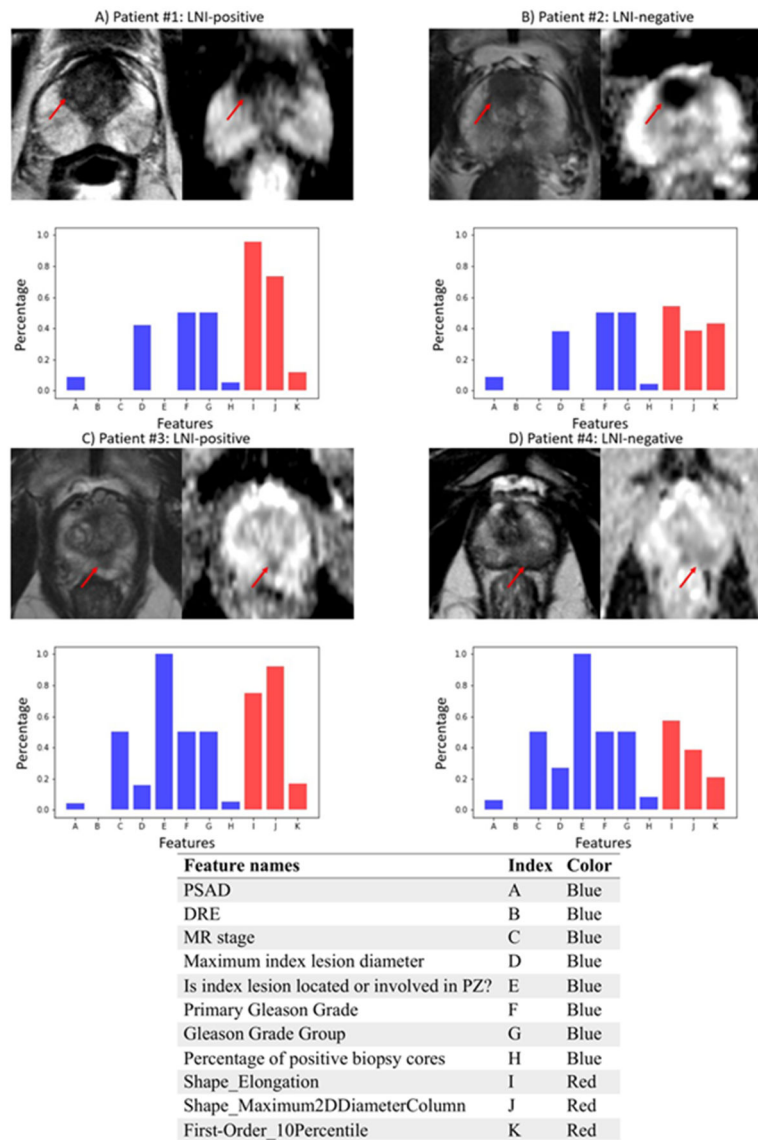 A) Patient #1: LNI-positive
B) Patient #2: LNI-negative
Percentage
1.0
0.8
0.6
0.4
0.2
0.0
A B C D E F G H I J K
Features
Percentage
1.0
0.8
0.6
0.4
0.2
0.0
A B C D E F G H I J K
Features
C) Patient #3: LNI-positive
D) Patient #4: LNI-negative
Percentage
1.0
0.8
0.6
0.4
0.2
0.0
A B C D E F G H I J K
Features
Percentage
1.0
0.8
0.6
0.4
0.2
0.0
A B C D E F G H I J K
Features
Feature names Index Color
PSAD A Blue
DRE B Blue
MR stage C Blue
Maximum index lesion diameter D Blue
Is index lesion located or involved in PZ? E Blue
Primary Gleason Grade F Blue
Gleason Grade Group G Blue
Percentage of positive biopsy cores H Blue
Shape_Elongation I Red
Shape_Maximum2DDiameterColumn J Red
First-Order_10Percentile K Red